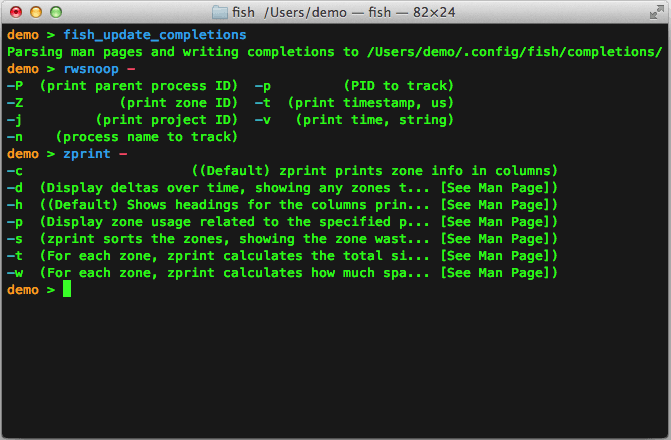 fish /Users/demo — fish — 82×24
demo > fish_update_completions
Parsing man pages and writing completions to /Users/demo/.config/fish/completions/
demo > rwsnoop –
–P  (print parent process ID)  –p         (PID to track)
–Z            (print zone ID)  –t  (print timestamp, us)
–j         (print project ID)  –v   (print time, string)
–n    (process name to track)
demo > zprint –
–c                     ((Default) zprint prints zone info in columns)
–d  (Display deltas over time, showing any zones t... [See Man Page])
–h  ((Default) Shows headings for the columns prin... [See Man Page])
–p  (Display zone usage related to the specified p... [See Man Page])
–s  (zprint sorts the zones, showing the zone wast... [See Man Page])
–t  (For each zone, zprint calculates the total si... [See Man Page])
–w  (For each zone, zprint calculates how much spa... [See Man Page])
demo >